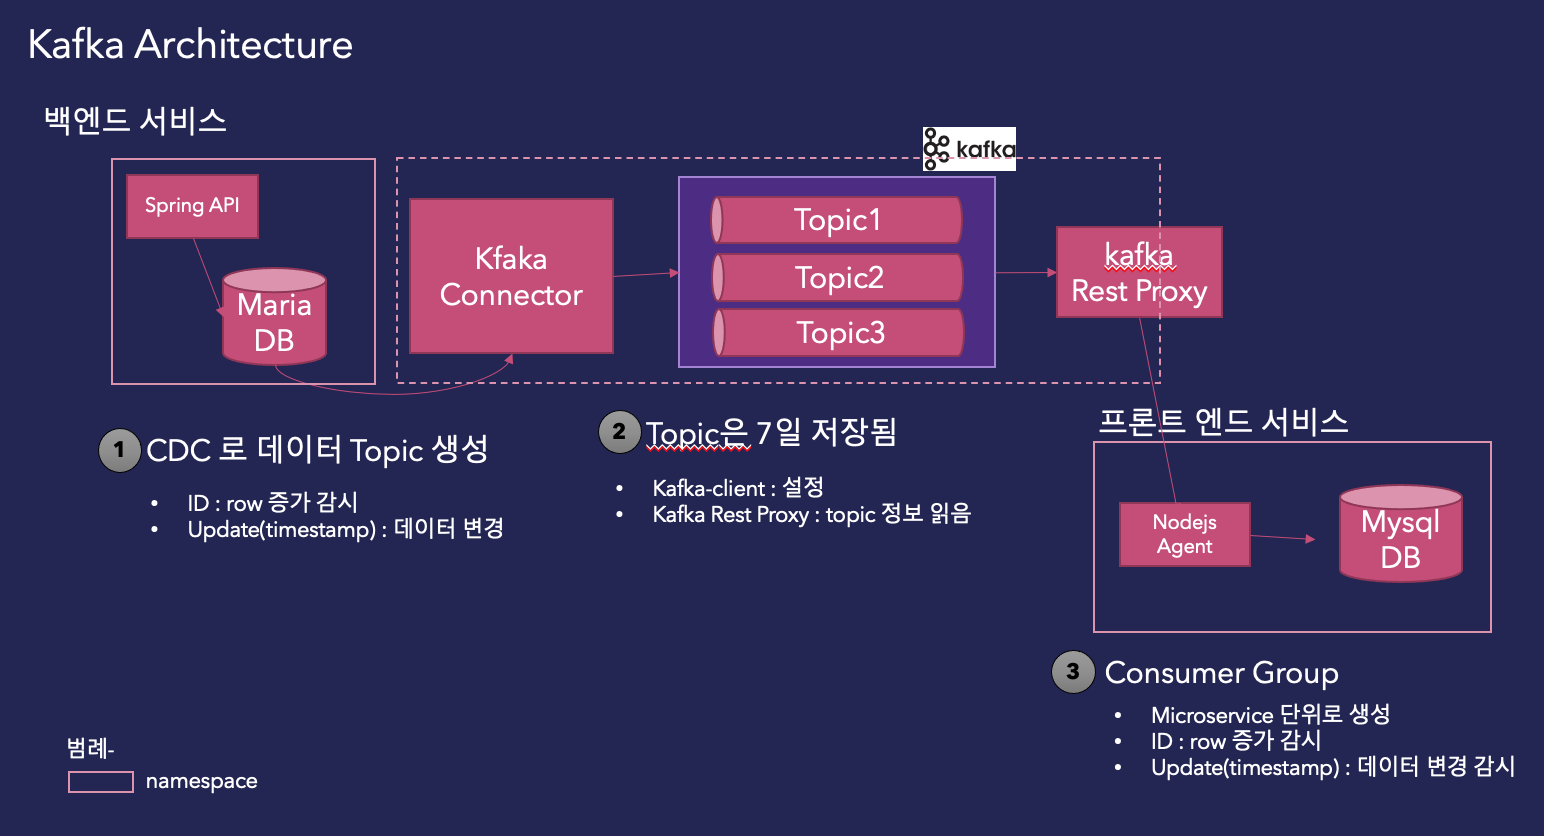 Kafka Architecture
백엔드 서비스
kafka
Spring API
Maria
DB
Kfaka
Connector
Topic1
Topic2
Topic3
kafka
Rest Proxy
1 CDC 로 데이터 Topic 생성
• ID : row 증가 감시
• Update(timestamp) : 데이터 변경
2 Topic은 7일 저장됨
• Kafka-client : 설정
• Kafka Rest Proxy : topic 정보 읽음
프론트 엔드 서비스
Nodejs
Agent
Mysql
DB
3 Consumer Group
• Microservice 단위로 생성
• ID : row 증가 감시
• Update(timestamp) : 데이터 변경 감시
범례-
namespace